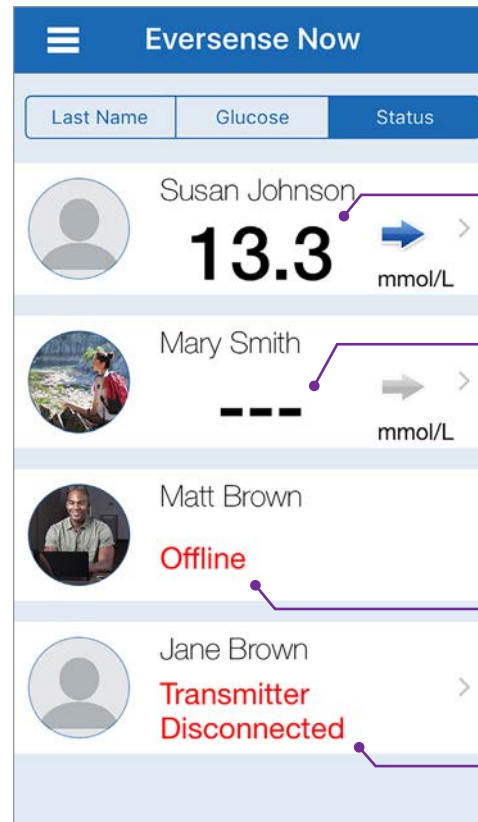 Eversense Now
Last Name Glucose Status
Susan Johnson
13.3
mmol/L
Mary Smith
---
mmol/L
Matt Brown
Offline
Jane Brown
Transmitter
Disconnected